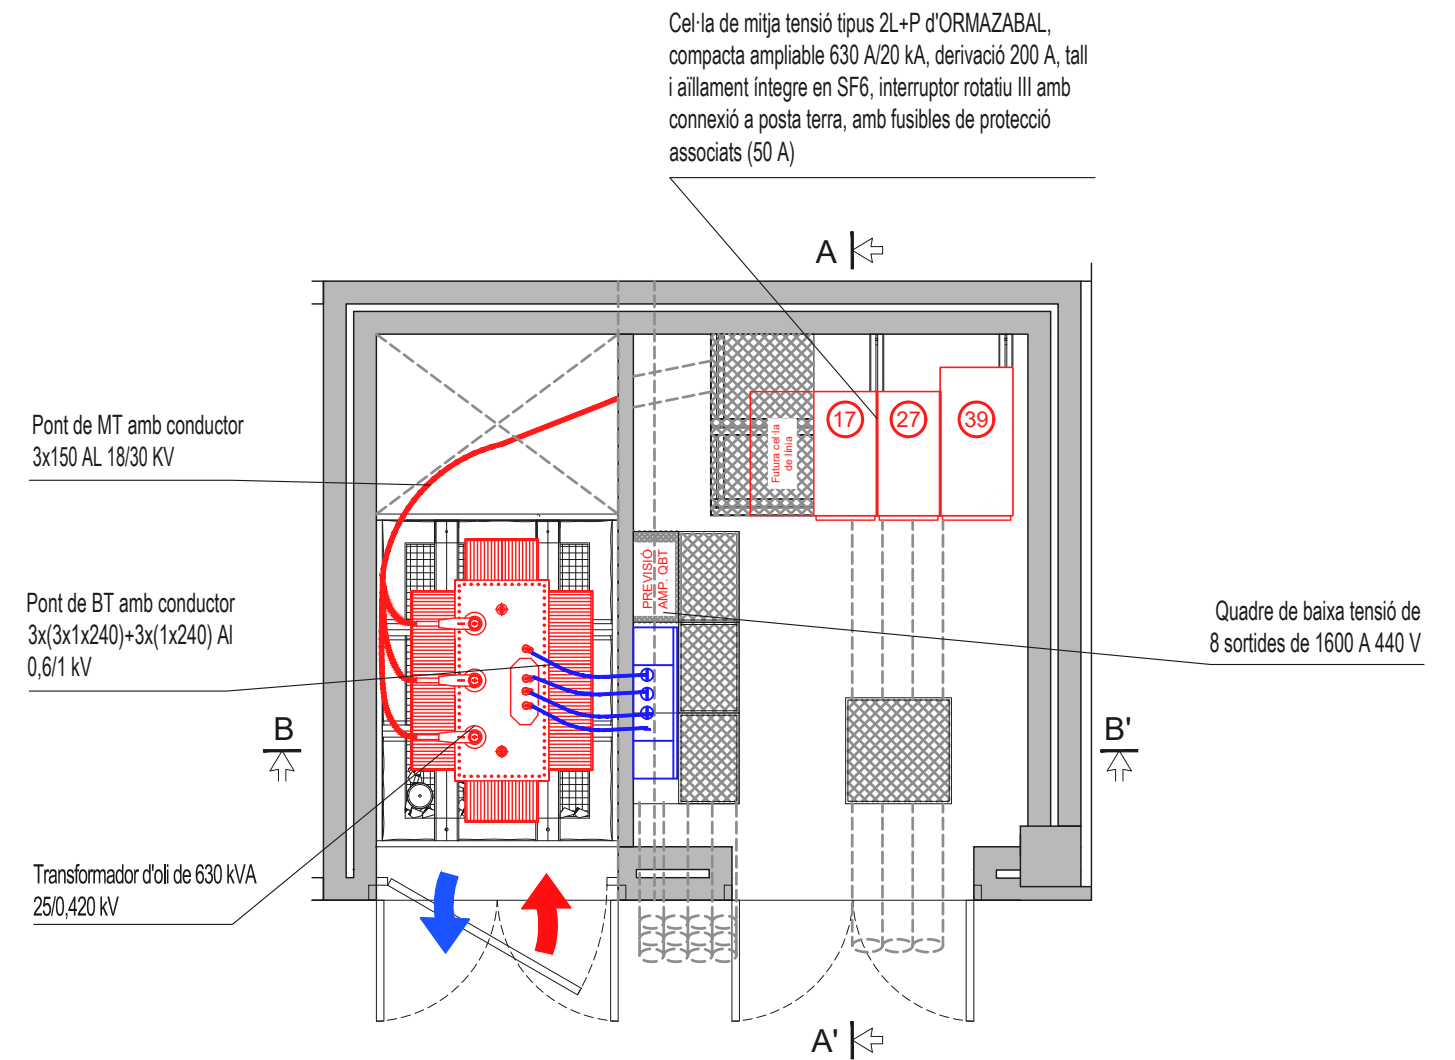 Cel·la de mitja tensió tipus 2L+P d'ORMAZABAL,
compacta ampliable 630 A/20 kA, derivació 200 A, tall
i aïllament íntegre en SF6, interruptor rotatiu III amb
connexió a posta terra, amb fusibles de protecció
associats (50 A)
A
Pont de MT amb conductor
3x150 AL 18/30 KV
17
27
39
Futura cel·la
de línia
PREVISIÓ
AMP. QBT
Pont de BT amb conductor
3x(3x1x240)+3x(1x240) Al
0,6/1 kV
Quadre de baixa tensió de
8 sortides de 1600 A 440 V
B
B'
Transformador d'oli de 630 kVA
25/0,420 kV
A'